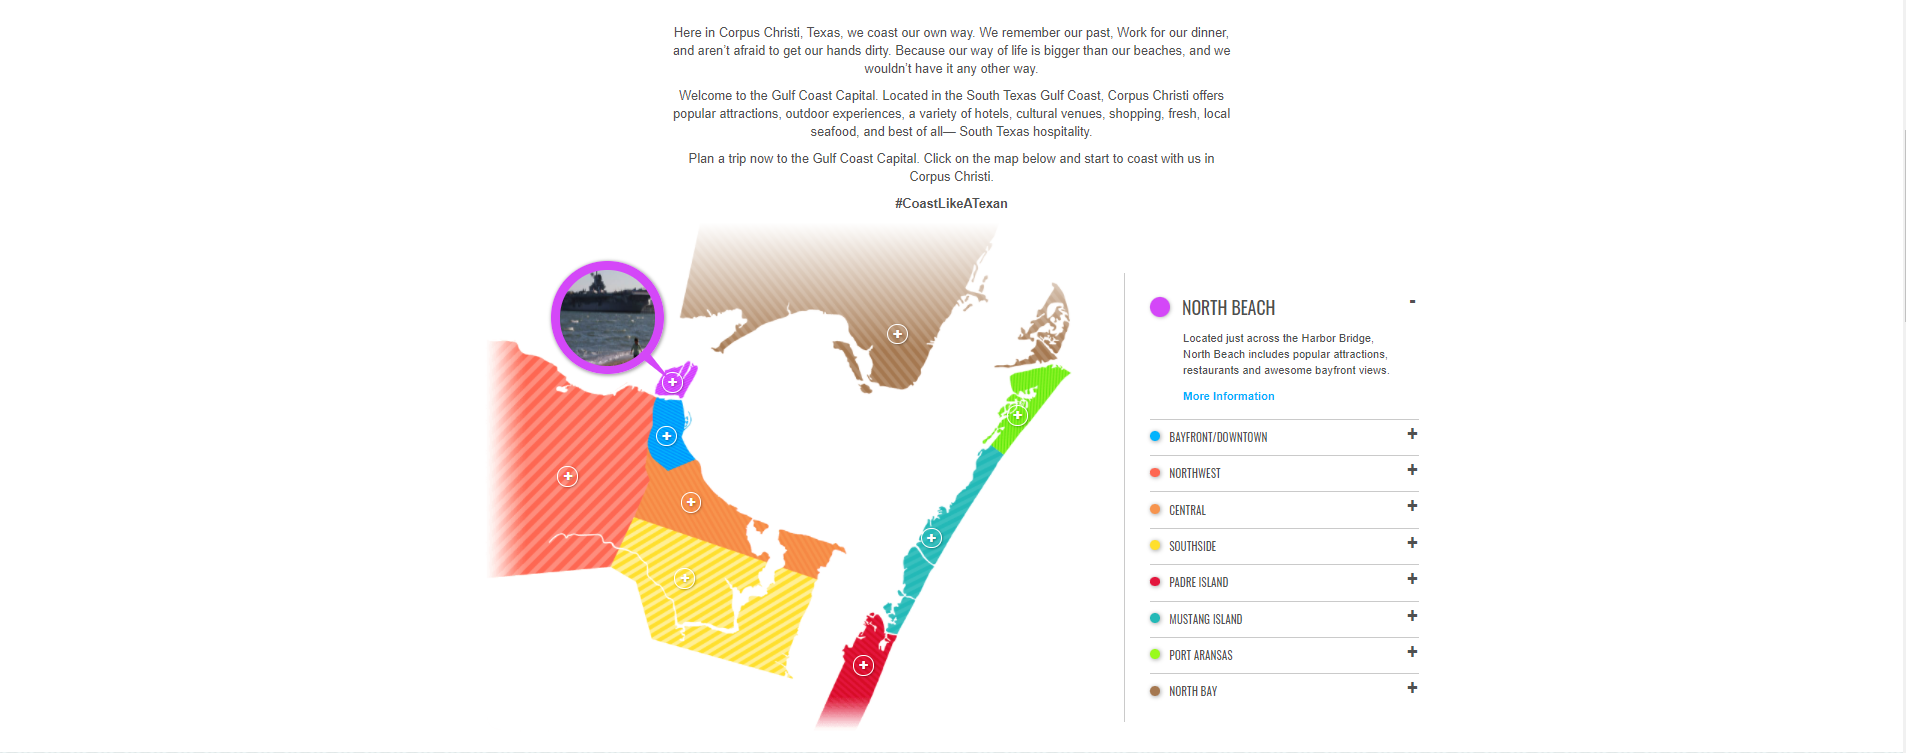 Here in Corpus Christi, Texas, we coast our own way. We remember our past, Work for our dinner,
and aren't afraid to get our hands dirty. Because our way of life is bigger than our beaches, and we
wouldn't have it any other way.
Welcome to the Gulf Coast Capital. Located in the South Texas Gulf Coast, Corpus Christi offers
popular attractions, outdoor experiences, a variety of hotels, cultural venues, shopping, fresh, local
seafood, and best of all— South Texas hospitality.
Plan a trip now to the Gulf Coast Capital. Click on the map below and start to coast with us in
Corpus Christi.
#CoastLikeATexan
NORTH BEACH -
Located just across the Harbor Bridge,
North Beach includes popular attractions,
restaurants and awesome bayfront views.
More Information
BAYFRONT/DOWNTOWN +
NORTHWEST +
CENTRAL +
SOUTHSIDE +
PADRE ISLAND +
MUSTANG ISLAND +
PORT ARANSAS +
NORTH BAY +